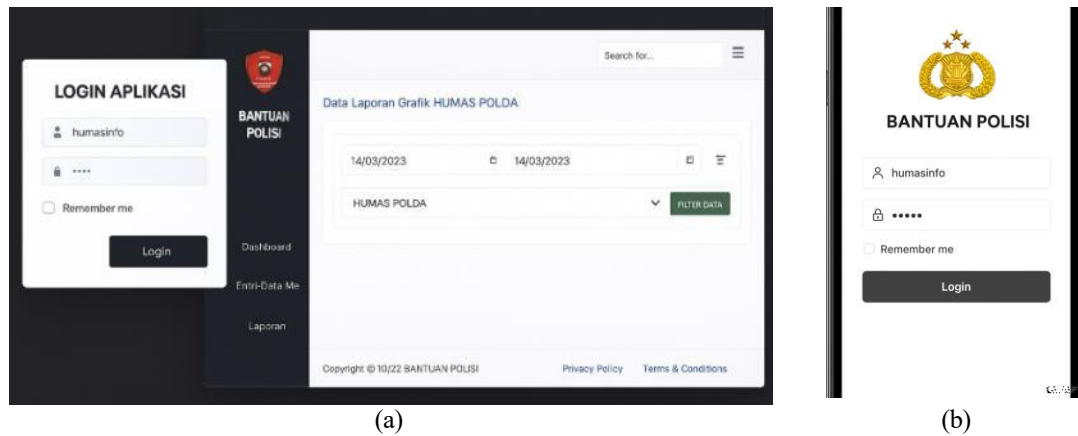 LOGIN APLIKASI
humasinfo
Remember me
Login
BANTUAN
POLISI
Dashboard
Entri-Data Me
Laporan
Search for...
Data Laporan Grafik HUMAS POLDA
14/03/2023
14/03/2023
HUMAS POLDA
FILTER DATA
Copyright © 10/22 BANTUAN POLISI
Privacy Policy
Terms & Conditions
(a)
BANTUAN POLISI
humasinfo
Remember me
Login
(b)